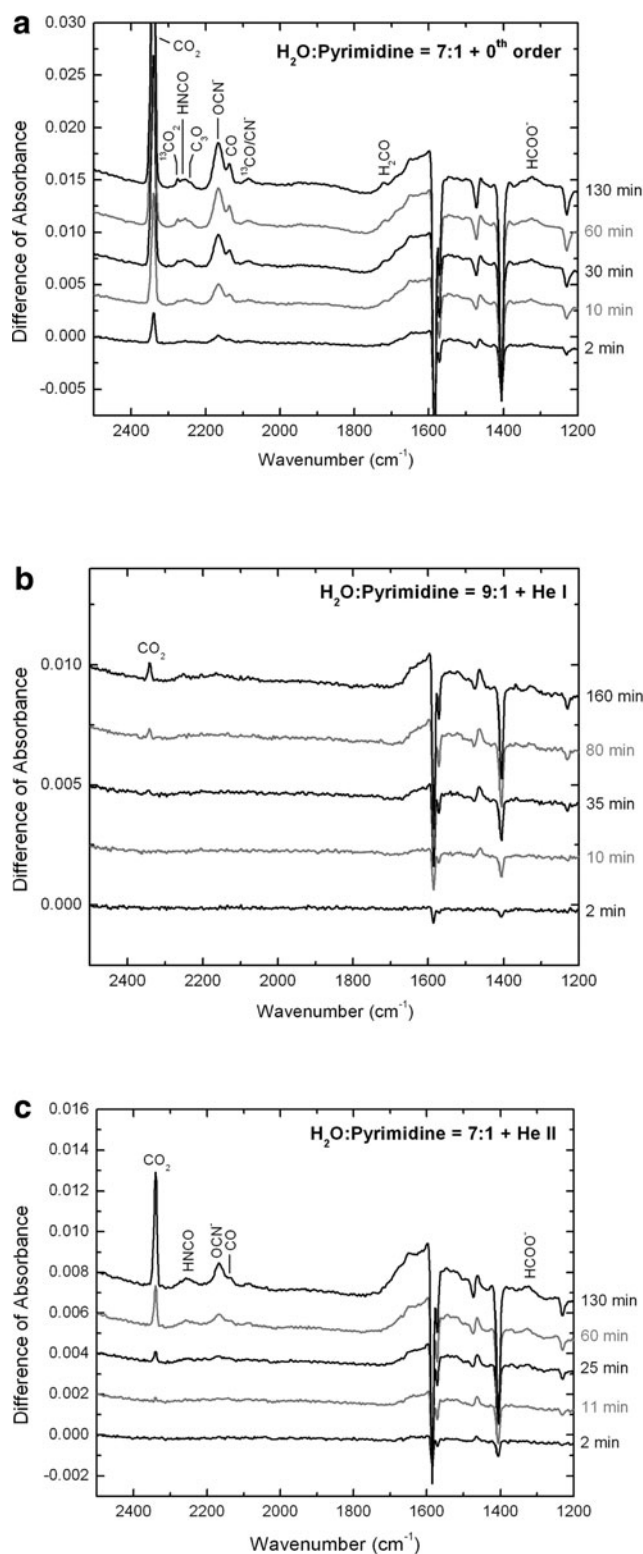 a
H₂O:Pyrimidine = 7:1 + 0ᵗʰ order
CO₂
¹³CO₂
HNCO
C₃O
OCN⁻
CO
¹³CO/CN⁻
H₂CO
HCOO⁻
130 min
60 min
30 min
10 min
2 min
0.030
0.025
0.020
0.015
0.010
0.005
0.000
-0.005
Difference of Absorbance
2400 2200 2000 1800 1600 1400 1200
Wavenumber (cm⁻¹)
b
H₂O:Pyrimidine = 9:1 + He I
CO₂
160 min
80 min
35 min
10 min
2 min
0.010
0.005
0.000
Difference of Absorbance
2400 2200 2000 1800 1600 1400 1200
Wavenumber (cm⁻¹)
c
H₂O:Pyrimidine = 7:1 + He II
CO₂
HNCO
OCN⁻
CO
HCOO⁻
130 min
60 min
25 min
11 min
2 min
0.016
0.014
0.012
0.010
0.008
0.006
0.004
0.002
0.000
-0.002
Difference of Absorbance
2400 2200 2000 1800 1600 1400 1200
Wavenumber (cm⁻¹)